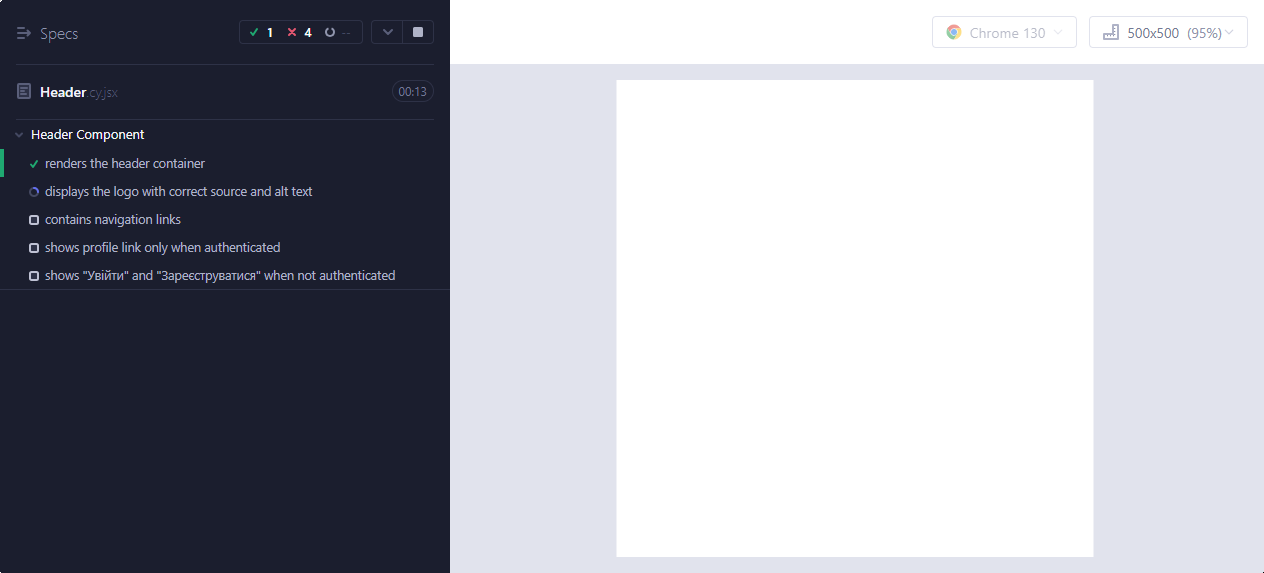 Specs
1 4 --
Header.cy.jsx
00:13
Header Component
renders the header container
displays the logo with correct source and alt text
contains navigation links
shows profile link only when authenticated
shows "Увійти" and "Зареєструватися" when not authenticated
Chrome 130
500x500 (95%)